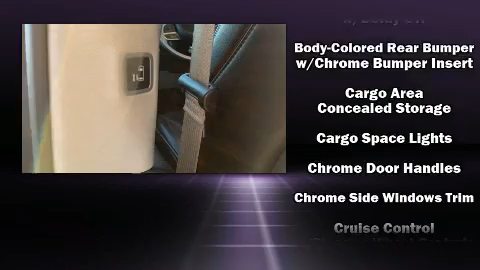 Body-Colored Rear Bumper
w/Chrome Bumper Insert
Cargo Area
Concealed Storage
Cargo Space Lights
Chrome Door Handles
Chrome Side Windows Trim
Cruise Control